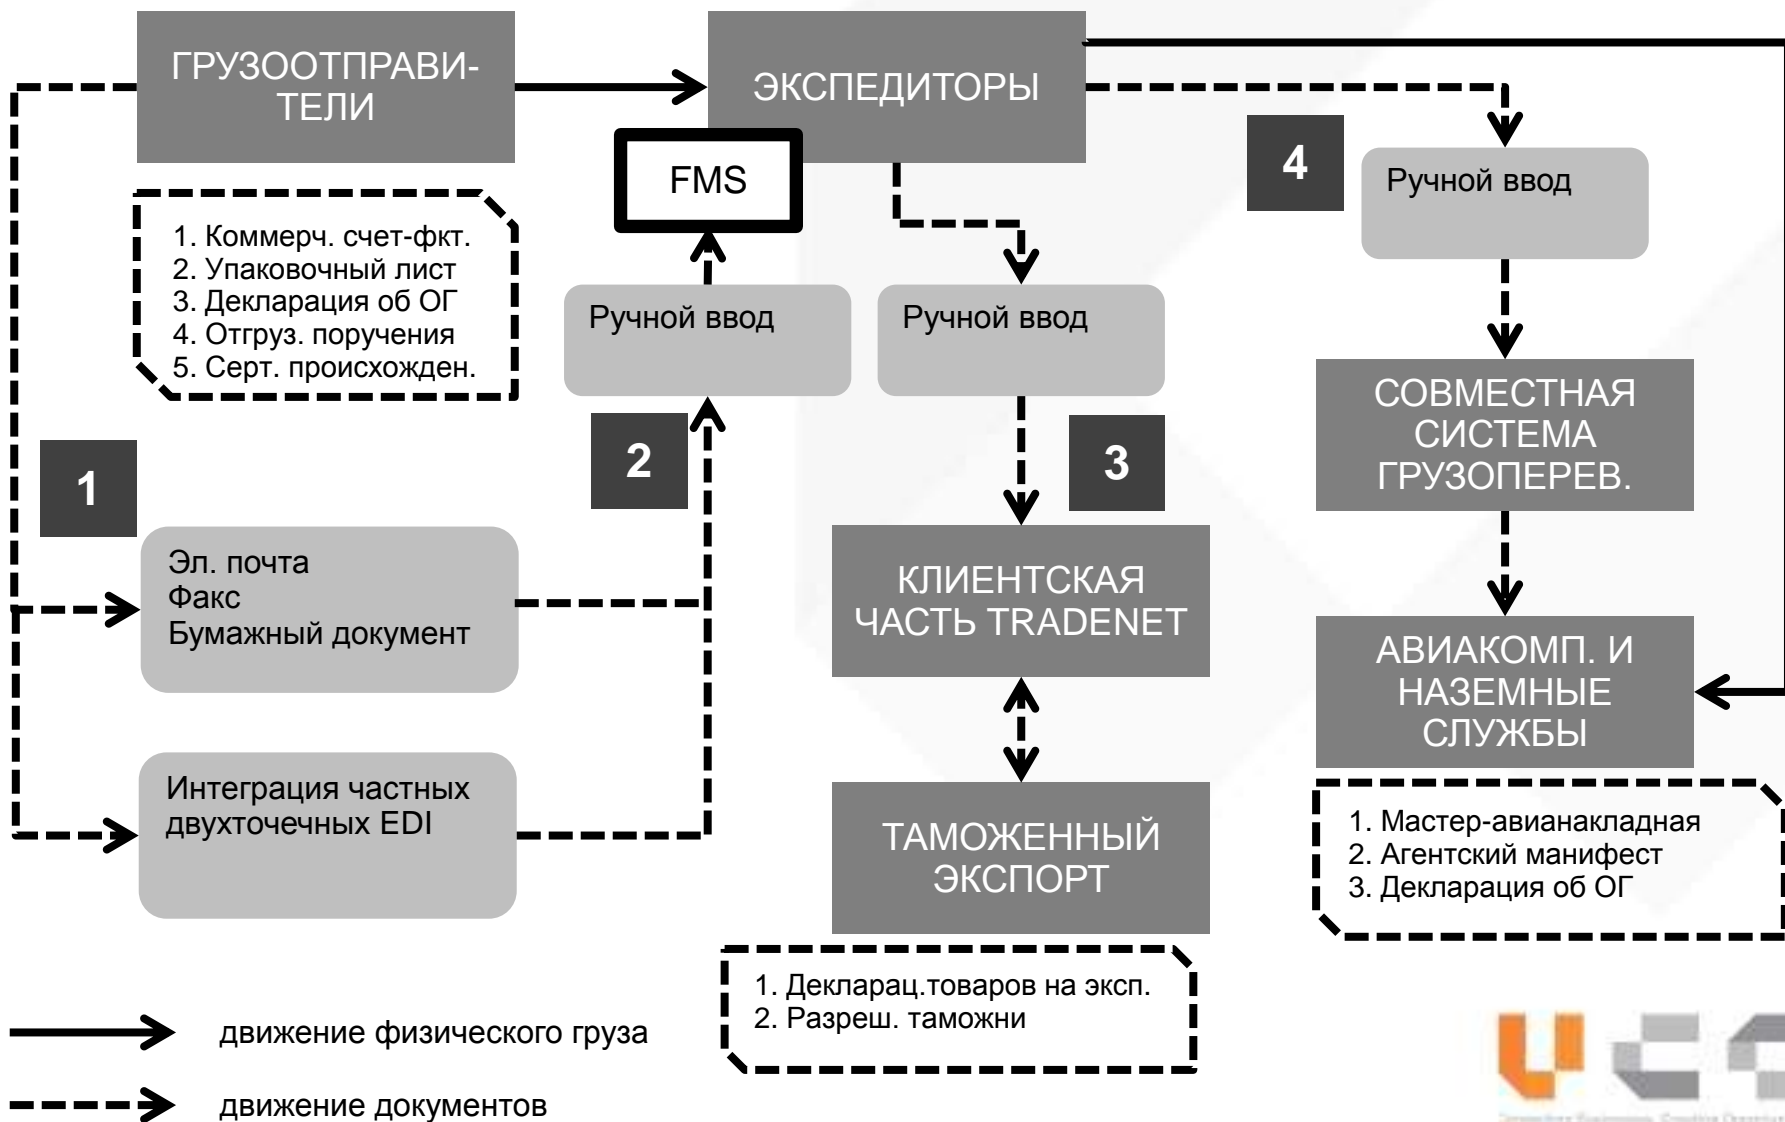 ГРУЗООТПРАВИ-
ТЕЛИ
ЭКСПЕДИТОРЫ
FMS
4
Ручной ввод
1. Коммерч. счет-фкт.
2. Упаковочный лист
3. Декларация об ОГ
4. Отгруз. поручения
5. Серт. происхожден.
Ручной ввод
Ручной ввод
СОВМЕСТНАЯ
СИСТЕМА
ГРУЗОПЕРЕВ.
1
2
3
Эл. почта
Факс
Бумажный документ
КЛИЕНТСКАЯ
ЧАСТЬ TRADENET
АВИАКОМП. И
НАЗЕМНЫЕ
СЛУЖБЫ
Интеграция частных
двухточечных EDI
ТАМОЖЕННЫЙ
ЭКСПОРТ
1. Мастер-авианакладная
2. Агентский манифест
3. Декларация об ОГ
1. Декларац.товаров на эксп.
2. Разреш. таможни
движение физического груза
движение документов